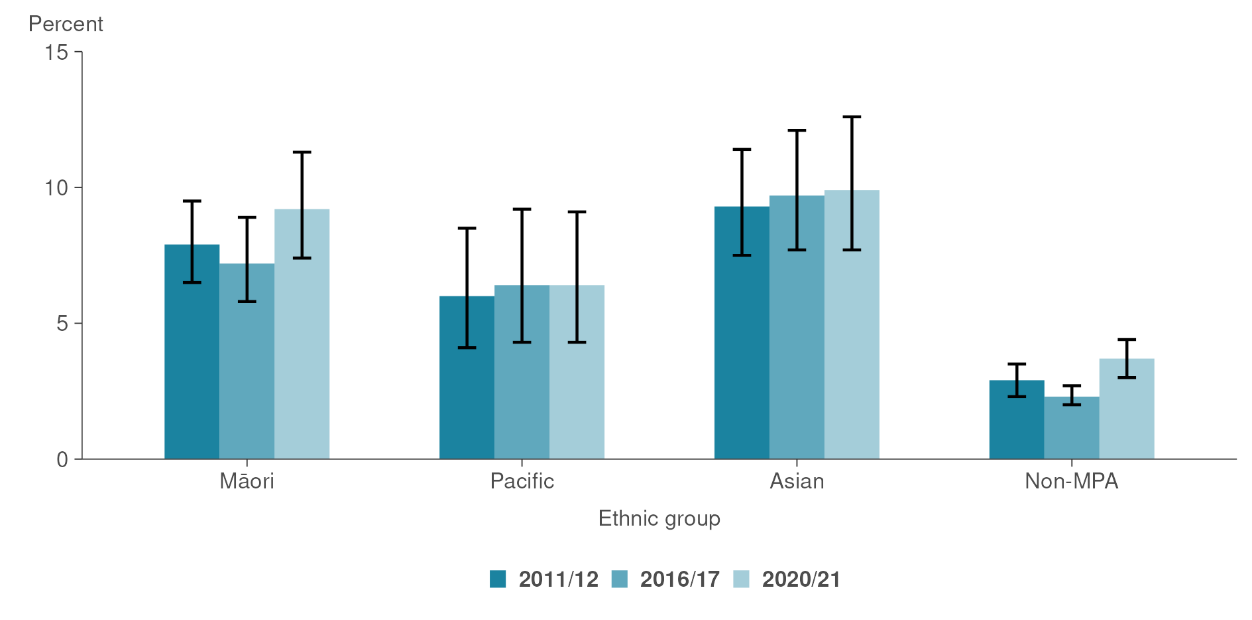 Percent
15
10
5
0
Māori Pacific Asian Non-MPA
Ethnic group
2011/12 2016/17 2020/21